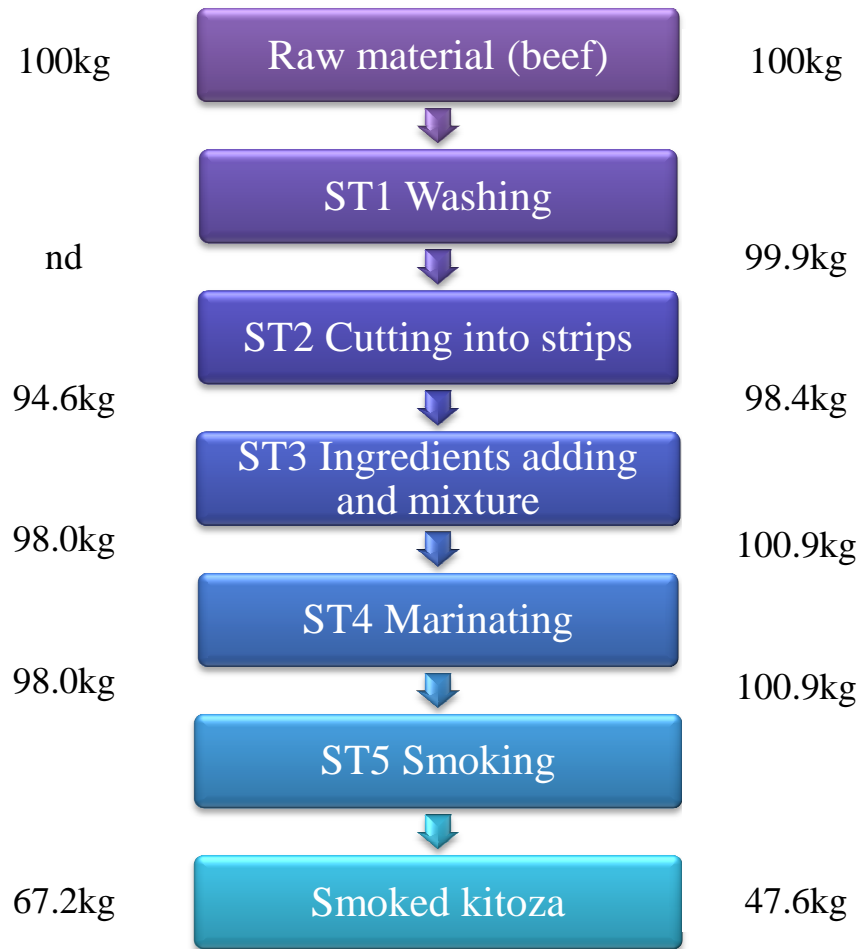 100kg
Raw material (beef)
100kg
ST1 Washing
nd
99.9kg
ST2 Cutting into strips
94.6kg
98.4kg
ST3 Ingredients adding
and mixture
98.0kg
100.9kg
ST4 Marinating
98.0kg
100.9kg
ST5 Smoking
67.2kg
Smoked kitoza
47.6kg